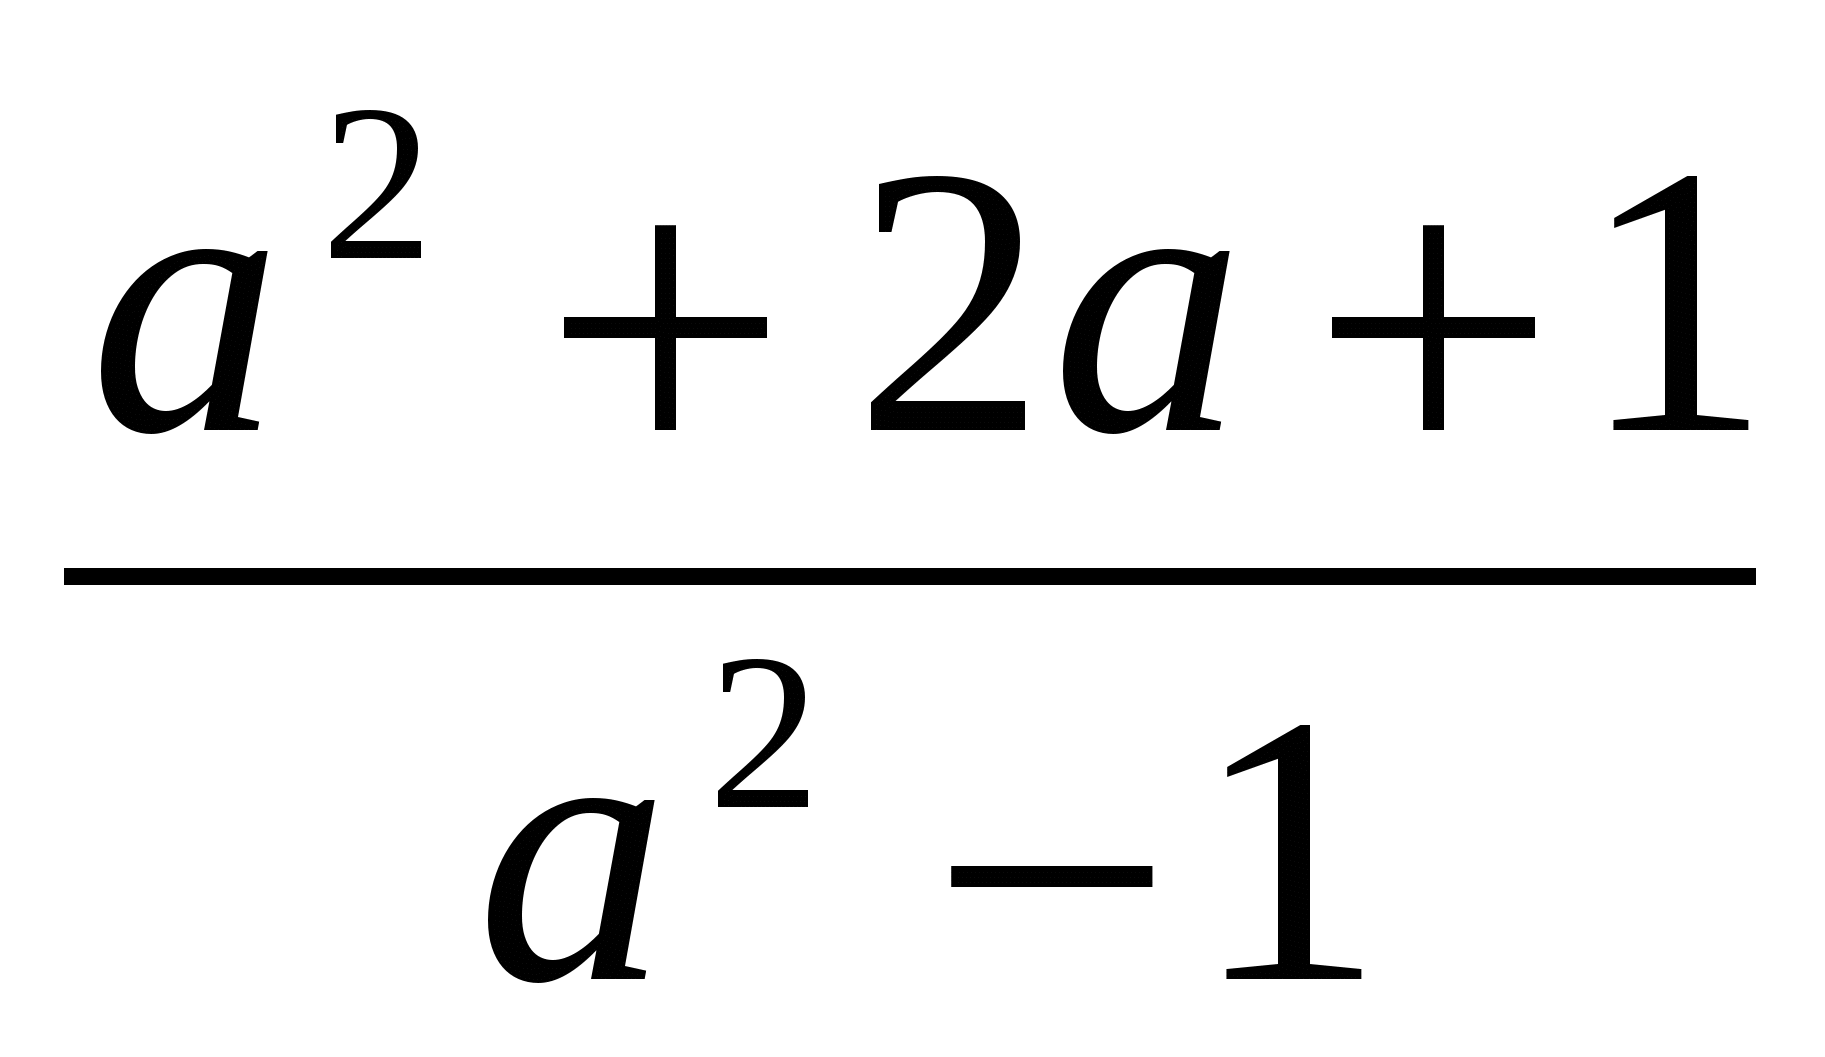 a² + 2a + 1
a² − 1